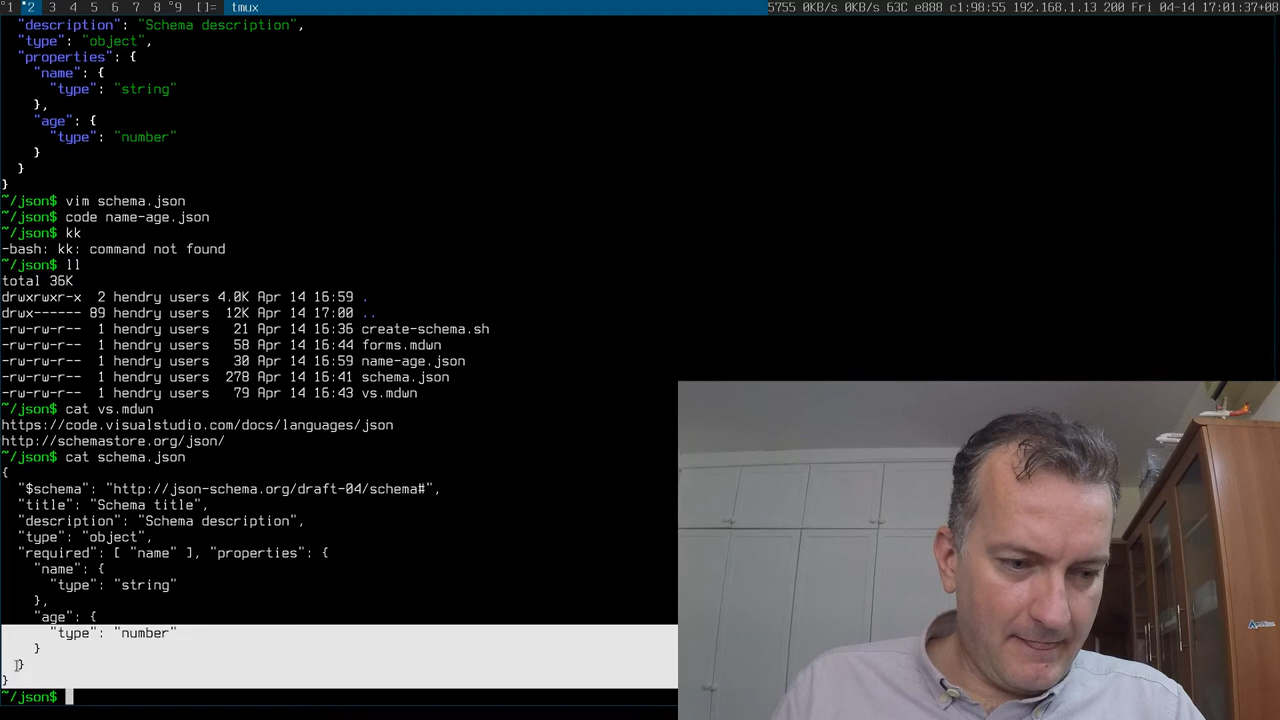 1 2 3 4 5 6 7 8 9 []= tmux 5755 0KB/s 0KB/s 63C e888 c1:98:55 192.168.1.13 200 Fri 04-14 17:01:37+08
"description": "Schema description",
"type": "object",
"properties": {
"name": {
"type": "string"
},
"age": {
"type": "number"
}
}
}
~/json$ vim schema.json
~/json$ code name-age.json
~/json$ kk
-bash: kk: command not found
~/json$ ll
total 36K
drwxrwxr-x 2 hendry users 4.0K Apr 14 16:59 .
drwx------ 89 hendry users 12K Apr 14 17:00 ..
-rw-rw-r-- 1 hendry users 21 Apr 14 16:36 create-schema.sh
-rw-rw-r-- 1 hendry users 58 Apr 14 16:44 forms.mdwn
-rw-rw-r-- 1 hendry users 30 Apr 14 16:59 name-age.json
-rw-rw-r-- 1 hendry users 278 Apr 14 16:41 schema.json
-rw-rw-r-- 1 hendry users 79 Apr 14 16:43 vs.mdwn
~/json$ cat vs.mdwn
https://code.visualstudio.com/docs/languages/json
http://schemastore.org/json/
~/json$ cat schema.json
{
"$schema": "http://json-schema.org/draft-04/schema#",
"title": "Schema title",
"description": "Schema description",
"type": "object",
"required": [ "name" ], "properties": {
"name": {
"type": "string"
},
"age": {
"type": "number"
}
}
}
~/json$